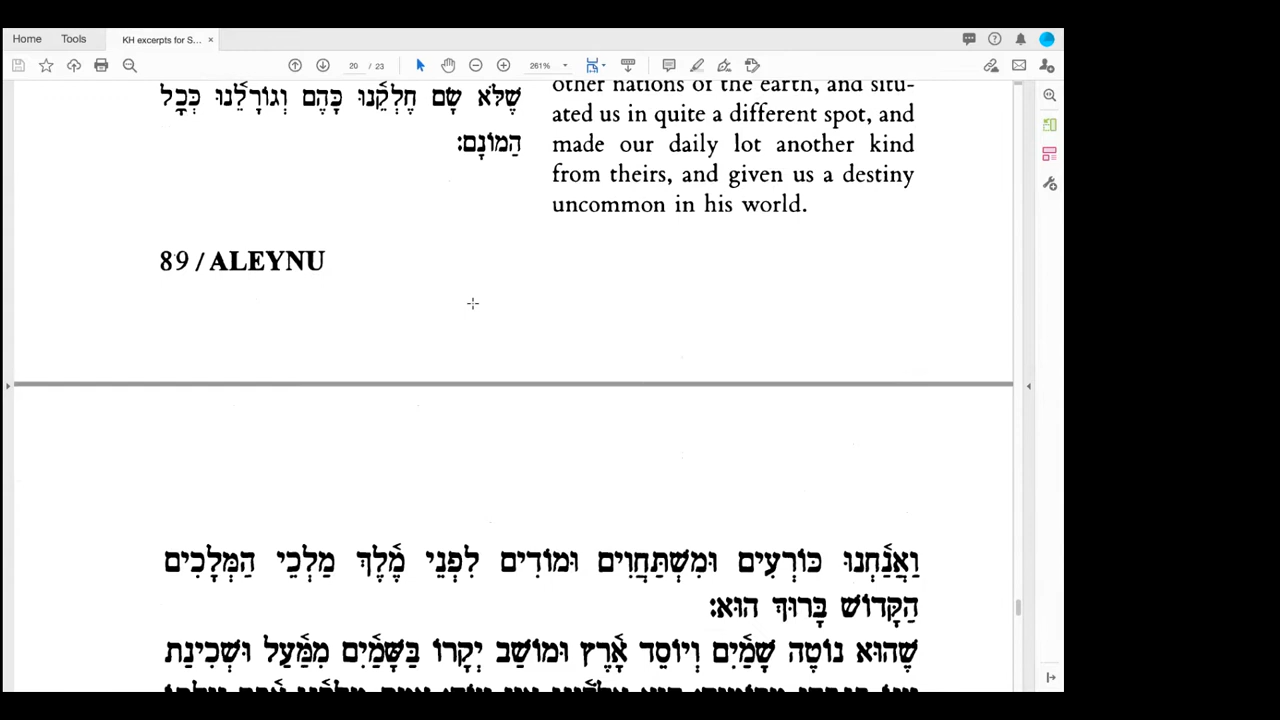 Home
Tools
KH excerpts for S... ×
20 / 23
261%
שֶׁלֹּא שָׂם חֶלְקֵנוּ כָּהֶם וְגוֹרָלֵנוּ כְּכָל
הַמוֹנָם:
other nations of the earth, and situ-
ated us in quite a different spot, and
made our daily lot another kind
from theirs, and given us a destiny
uncommon in his world.
89 / ALEYNU
וַאֲנַחְנוּ כּוֹרְעִים וּמִשְׁתַּחֲוִים וּמוֹדִים לִפְנֵי מֶלֶךְ מַלְכֵי הַמְּלָכִים
הַקָּדוֹשׁ בָּרוּךְ הוּא:
שֶׁהוּא נוֹטֶה שָׁמַיִם וְיוֹסֵד אָרֶץ וּמוֹשַׁב יְקָרוֹ בַּשָּׁמַיִם מִמַּעַל וּשְׁכִינַת